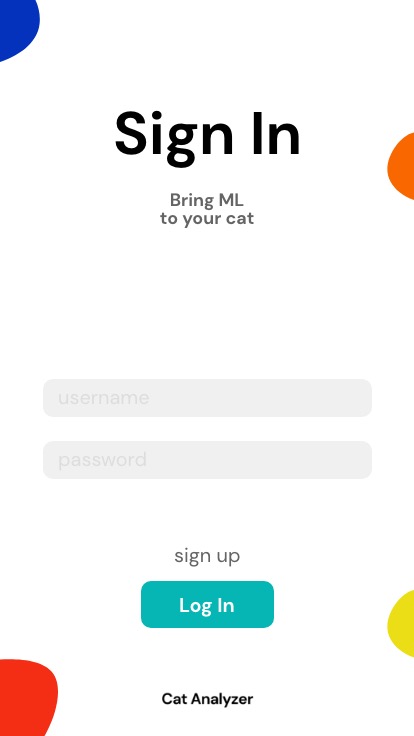 Sign In
Bring ML
to your cat
username
password
sign up
Log In
Cat Analyzer